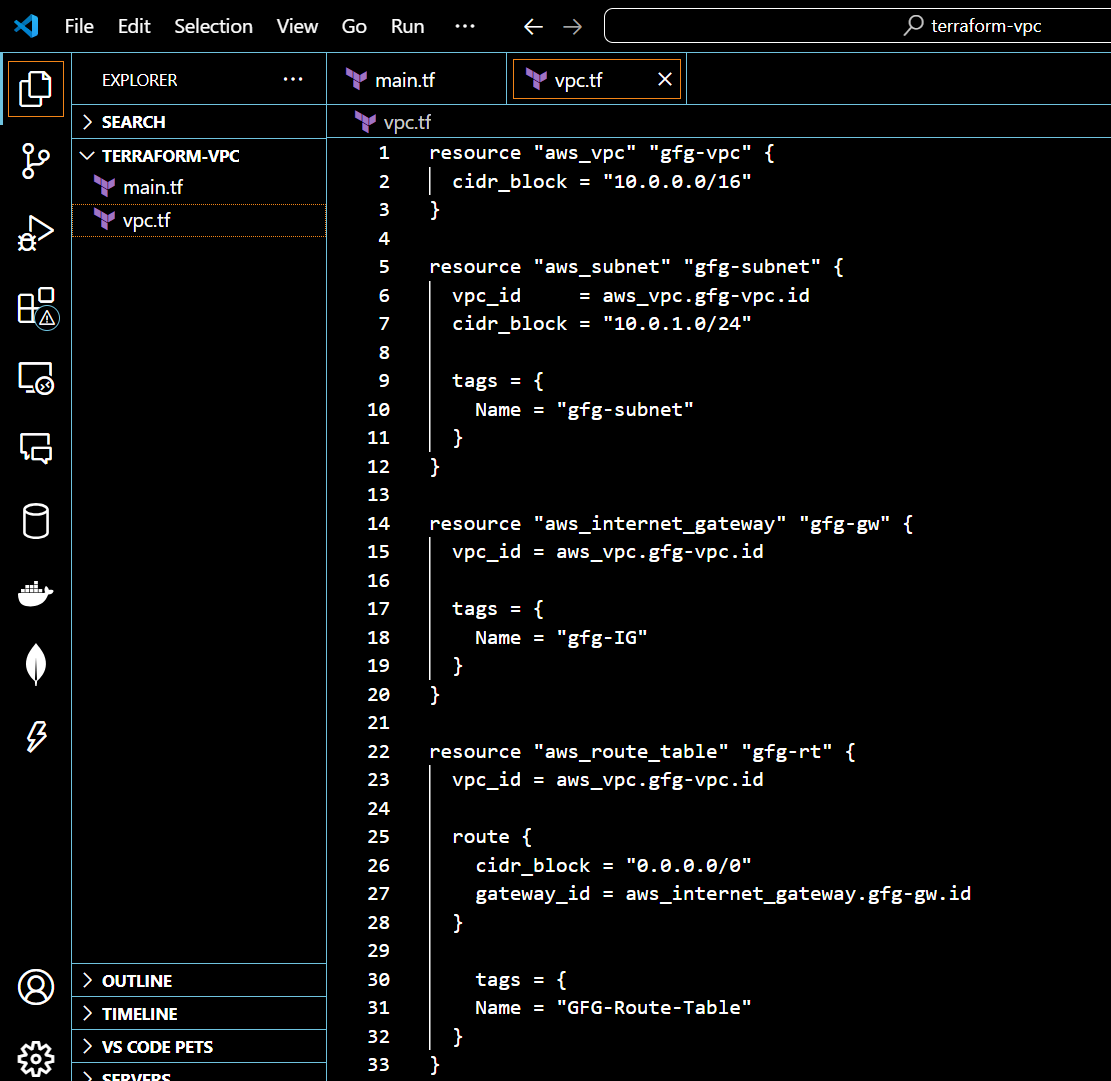 File Edit Selection View Go Run ··· ← → terraform-vpc
EXPLORER ···
SEARCH
TERRAFORM-VPC
main.tf
vpc.tf
OUTLINE
TIMELINE
VS CODE PETS
SERVERS
main.tf vpc.tf ×
vpc.tf
1 resource "aws_vpc" "gfg-vpc" {
2   cidr_block = "10.0.0.0/16"
3 }
4
5 resource "aws_subnet" "gfg-subnet" {
6   vpc_id     = aws_vpc.gfg-vpc.id
7   cidr_block = "10.0.1.0/24"
8
9   tags = {
10     Name = "gfg-subnet"
11   }
12 }
13
14 resource "aws_internet_gateway" "gfg-gw" {
15   vpc_id = aws_vpc.gfg-vpc.id
16
17   tags = {
18     Name = "gfg-IG"
19   }
20 }
21
22 resource "aws_route_table" "gfg-rt" {
23   vpc_id = aws_vpc.gfg-vpc.id
24
25   route {
26     cidr_block = "0.0.0.0/0"
27     gateway_id = aws_internet_gateway.gfg-gw.id
28   }
29
30     tags = {
31     Name = "GFG-Route-Table"
32   }
33 }